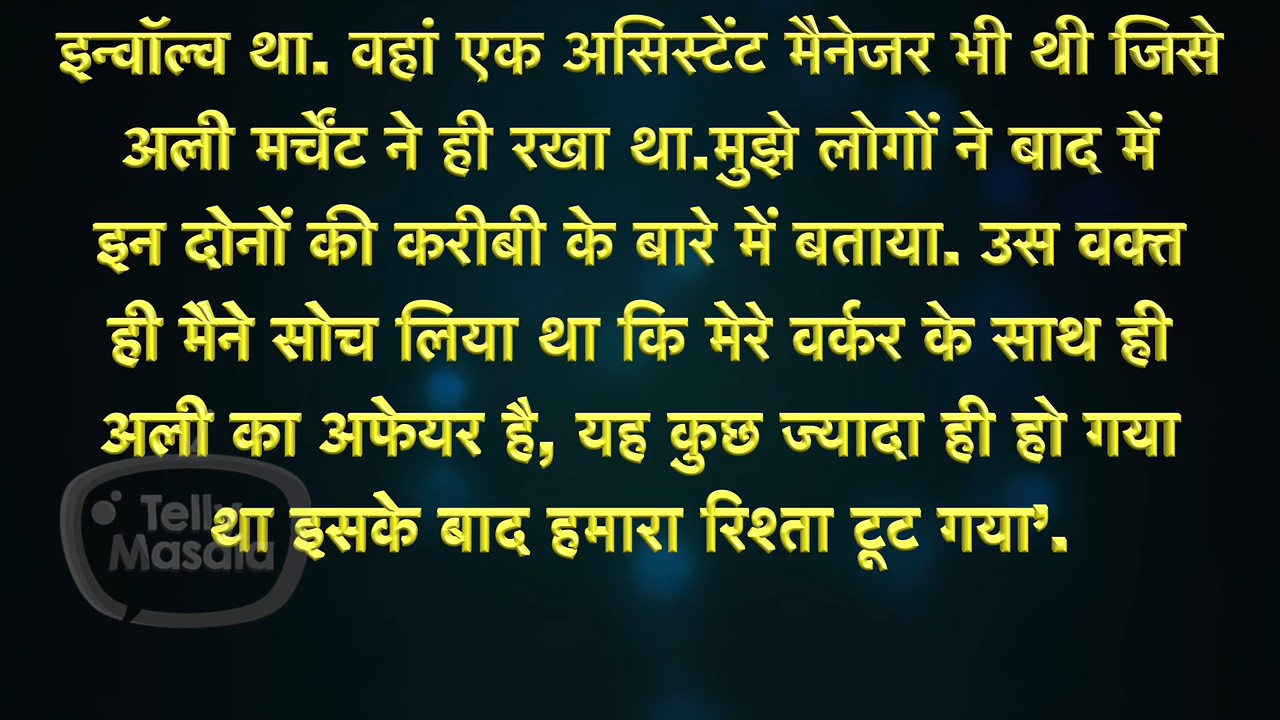 इन्वॉल्व था. वहां एक असिस्टेंट मैनेजर भी थी जिसे
अली मर्चेंट ने ही रखा था.मुझे लोगों ने बाद में
इन दोनों की करीबी के बारे में बताया. उस वक्त
ही मैने सोच लिया था कि मेरे वर्कर के साथ ही
अली का अफेयर है, यह कुछ ज्यादा ही हो गया
था इसके बाद हमारा रिश्ता टूट गया’.
Telly
Masala